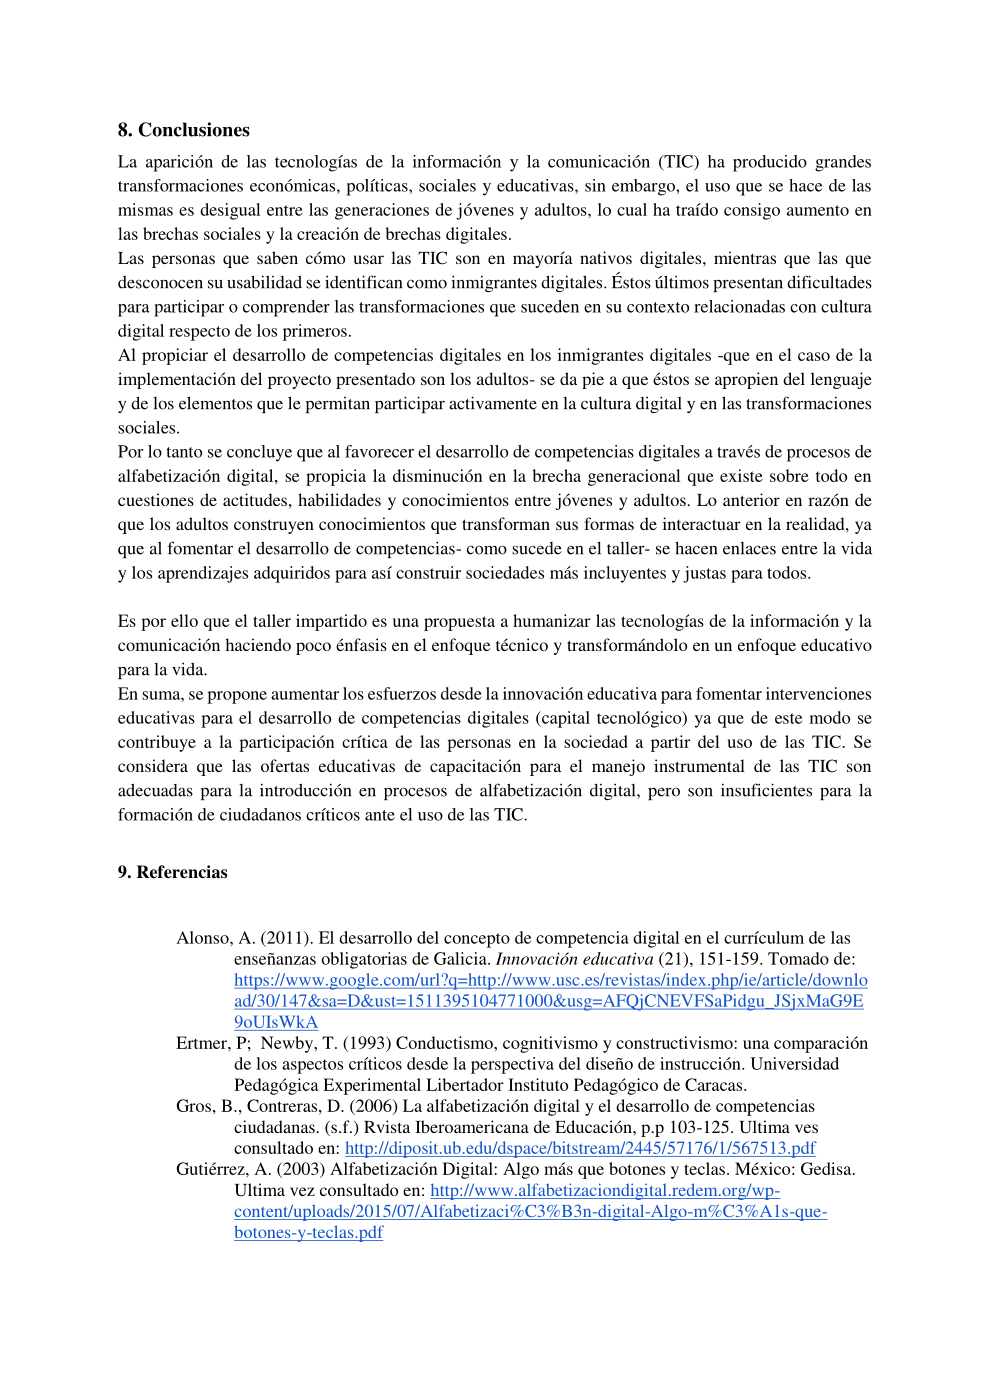 8. Conclusiones
La aparición de las tecnologías de la información y la comunicación (TIC) ha producido grandes
transformaciones económicas, políticas, sociales y educativas, sin embargo, el uso que se hace de las
mismas es desigual entre las generaciones de jóvenes y adultos, lo cual ha traído consigo aumento en
las brechas sociales y la creación de brechas digitales.
Las personas que saben cómo usar las TIC son en mayoría nativos digitales, mientras que las que
desconocen su usabilidad se identifican como inmigrantes digitales. Éstos últimos presentan dificultades
para participar o comprender las transformaciones que suceden en su contexto relacionadas con cultura
digital respecto de los primeros.
Al propiciar el desarrollo de competencias digitales en los inmigrantes digitales -que en el caso de la
implementación del proyecto presentado son los adultos- se da pie a que éstos se apropien del lenguaje
y de los elementos que le permitan participar activamente en la cultura digital y en las transformaciones
sociales.
Por lo tanto se concluye que al favorecer el desarrollo de competencias digitales a través de procesos de
alfabetización digital, se propicia la disminución en la brecha generacional que existe sobre todo en
cuestiones de actitudes, habilidades y conocimientos entre jóvenes y adultos. Lo anterior en razón de
que los adultos construyen conocimientos que transforman sus formas de interactuar en la realidad, ya
que al fomentar el desarrollo de competencias- como sucede en el taller- se hacen enlaces entre la vida
y los aprendizajes adquiridos para así construir sociedades más incluyentes y justas para todos.
Es por ello que el taller impartido es una propuesta a humanizar las tecnologías de la información y la
comunicación haciendo poco énfasis en el enfoque técnico y transformándolo en un enfoque educativo
para la vida.
En suma, se propone aumentar los esfuerzos desde la innovación educativa para fomentar intervenciones
educativas para el desarrollo de competencias digitales (capital tecnológico) ya que de este modo se
contribuye a la participación crítica de las personas en la sociedad a partir del uso de las TIC. Se
considera que las ofertas educativas de capacitación para el manejo instrumental de las TIC son
adecuadas para la introducción en procesos de alfabetización digital, pero son insuficientes para la
formación de ciudadanos críticos ante el uso de las TIC.
9. Referencias
Alonso, A. (2011). El desarrollo del concepto de competencia digital en el currículum de las
enseñanzas obligatorias de Galicia. Innovación educativa (21), 151-159. Tomado de:
https://www.google.com/url?q=http://www.usc.es/revistas/index.php/ie/article/downlo
ad/30/147&sa=D&ust=1511395104771000&usg=AFQjCNEVFSaPidgu_JSjxMaG9E
9oUIsWkA
Ertmer, P;  Newby, T. (1993) Conductismo, cognitivismo y constructivismo: una comparación
de los aspectos críticos desde la perspectiva del diseño de instrucción. Universidad
Pedagógica Experimental Libertador Instituto Pedagógico de Caracas.
Gros, B., Contreras, D. (2006) La alfabetización digital y el desarrollo de competencias
ciudadanas. (s.f.) Rvista Iberoamericana de Educación, p.p 103-125. Ultima ves
consultado en: http://diposit.ub.edu/dspace/bitstream/2445/57176/1/567513.pdf
Gutiérrez, A. (2003) Alfabetización Digital: Algo más que botones y teclas. México: Gedisa.
Ultima vez consultado en: http://www.alfabetizaciondigital.redem.org/wp-
content/uploads/2015/07/Alfabetizaci%C3%B3n-digital-Algo-m%C3%A1s-que-
botones-y-teclas.pdf